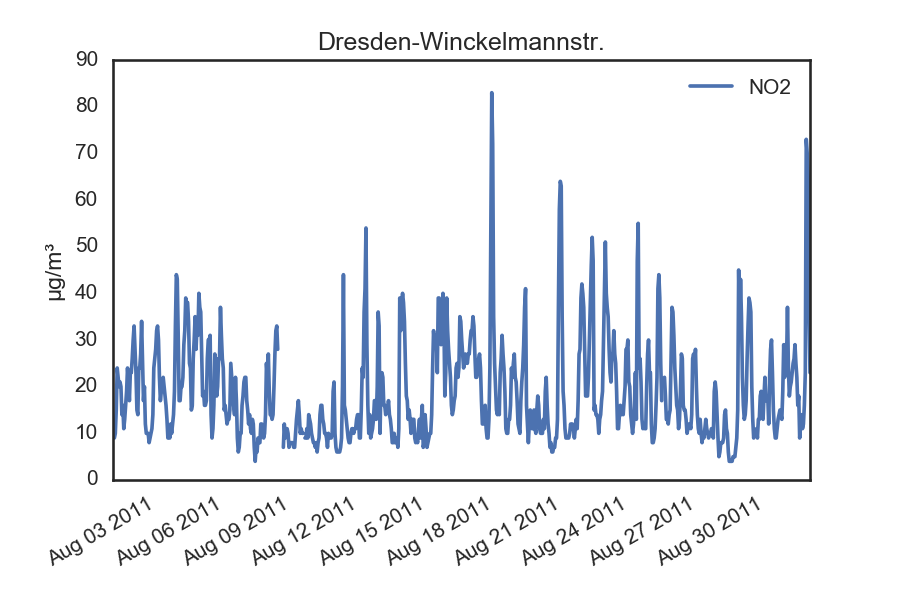 Dresden-Winckelmannstr.
90
80
70
60
50
40
30
20
10
0
µg/m³
NO2
Aug 03 2011
Aug 06 2011
Aug 09 2011
Aug 12 2011
Aug 15 2011
Aug 18 2011
Aug 21 2011
Aug 24 2011
Aug 27 2011
Aug 30 2011